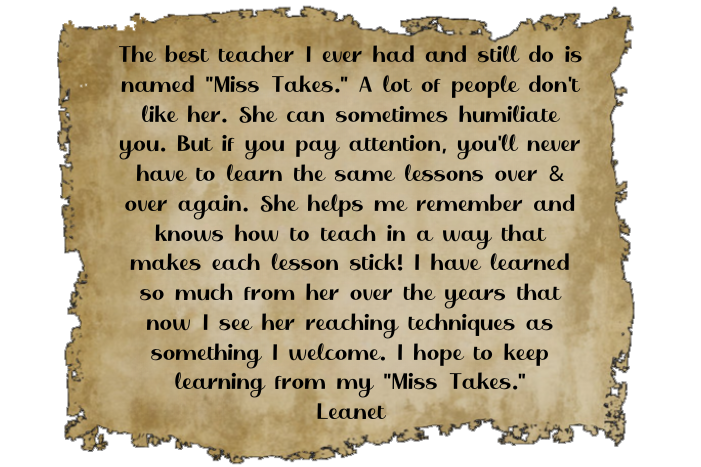 The best teacher I ever had and still do is
named "Miss Takes." A lot of people don't
like her. She can sometimes humiliate
you. But if you pay attention, you'll never
have to learn the same lessons over &
over again. She helps me remember and
knows how to teach in a way that
makes each lesson stick! I have learned
so much from her over the years that
now I see her reaching techniques as
something I welcome. I hope to keep
learning from my "Miss Takes."
Leanet